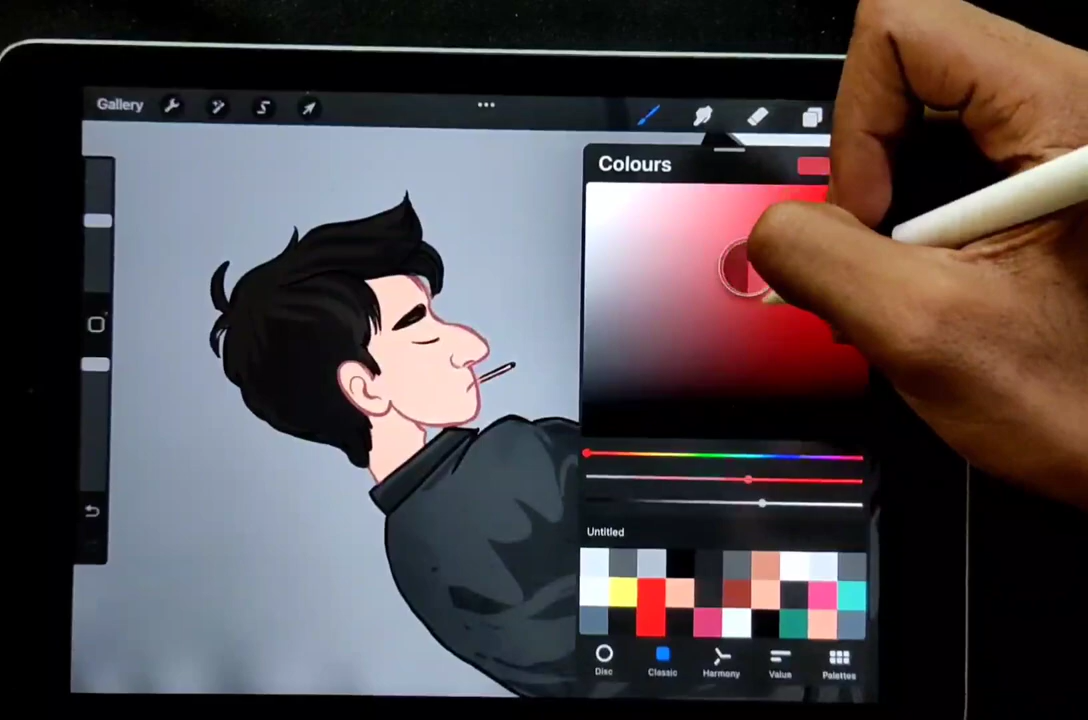 Gallery
Colours
Untitled
Disc
Classic
Harmony
Value
Palettes